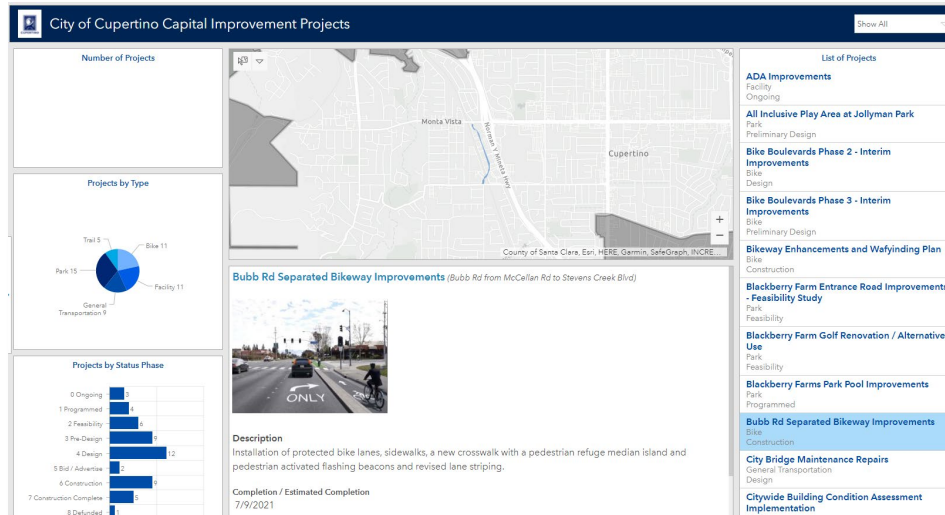 City of Cupertino Capital Improvement Projects
Show All
Number of Projects
Projects by Type
Trail 5
Bike 11
Park 15
Facility 11
General
Transportation 9
Projects by Status Phase
0 Ongoing 3
1 Programmed 4
2 Feasibility 6
3 Pre-Design 9
4 Design 12
5 Bid / Advertise 2
6 Construction 9
7 Construction Complete 5
8 Defunded 1
Monta Vista
Norman Y Mineta Hwy
Cupertino
+
−
County of Santa Clara, Esri, HERE, Garmin, SafeGraph, INCRE...
Bubb Rd Separated Bikeway Improvements (Bubb Rd from McCellan Rd to Stevens Creek Blvd)
ONLY
Description
Installation of protected bike lanes, sidewalks, a new crosswalk with a pedestrian refuge median island and
pedestrian activated flashing beacons and revised lane striping.
Completion / Estimated Completion
7/9/2021
List of Projects
ADA Improvements
Facility
Ongoing
All Inclusive Play Area at Jollyman Park
Park
Preliminary Design
Bike Boulevards Phase 2 - Interim
Improvements
Bike
Design
Bike Boulevards Phase 3 - Interim
Improvements
Bike
Preliminary Design
Bikeway Enhancements and Wafyinding Plan
Bike
Construction
Blackberry Farm Entrance Road Improvements
- Feasibility Study
Park
Feasibility
Blackberry Farm Golf Renovation / Alternative
Use
Park
Feasibility
Blackberry Farms Park Pool Improvements
Park
Programmed
Bubb Rd Separated Bikeway Improvements
Bike
Construction
City Bridge Maintenance Repairs
General Transportation
Design
Citywide Building Condition Assessment
Implementation